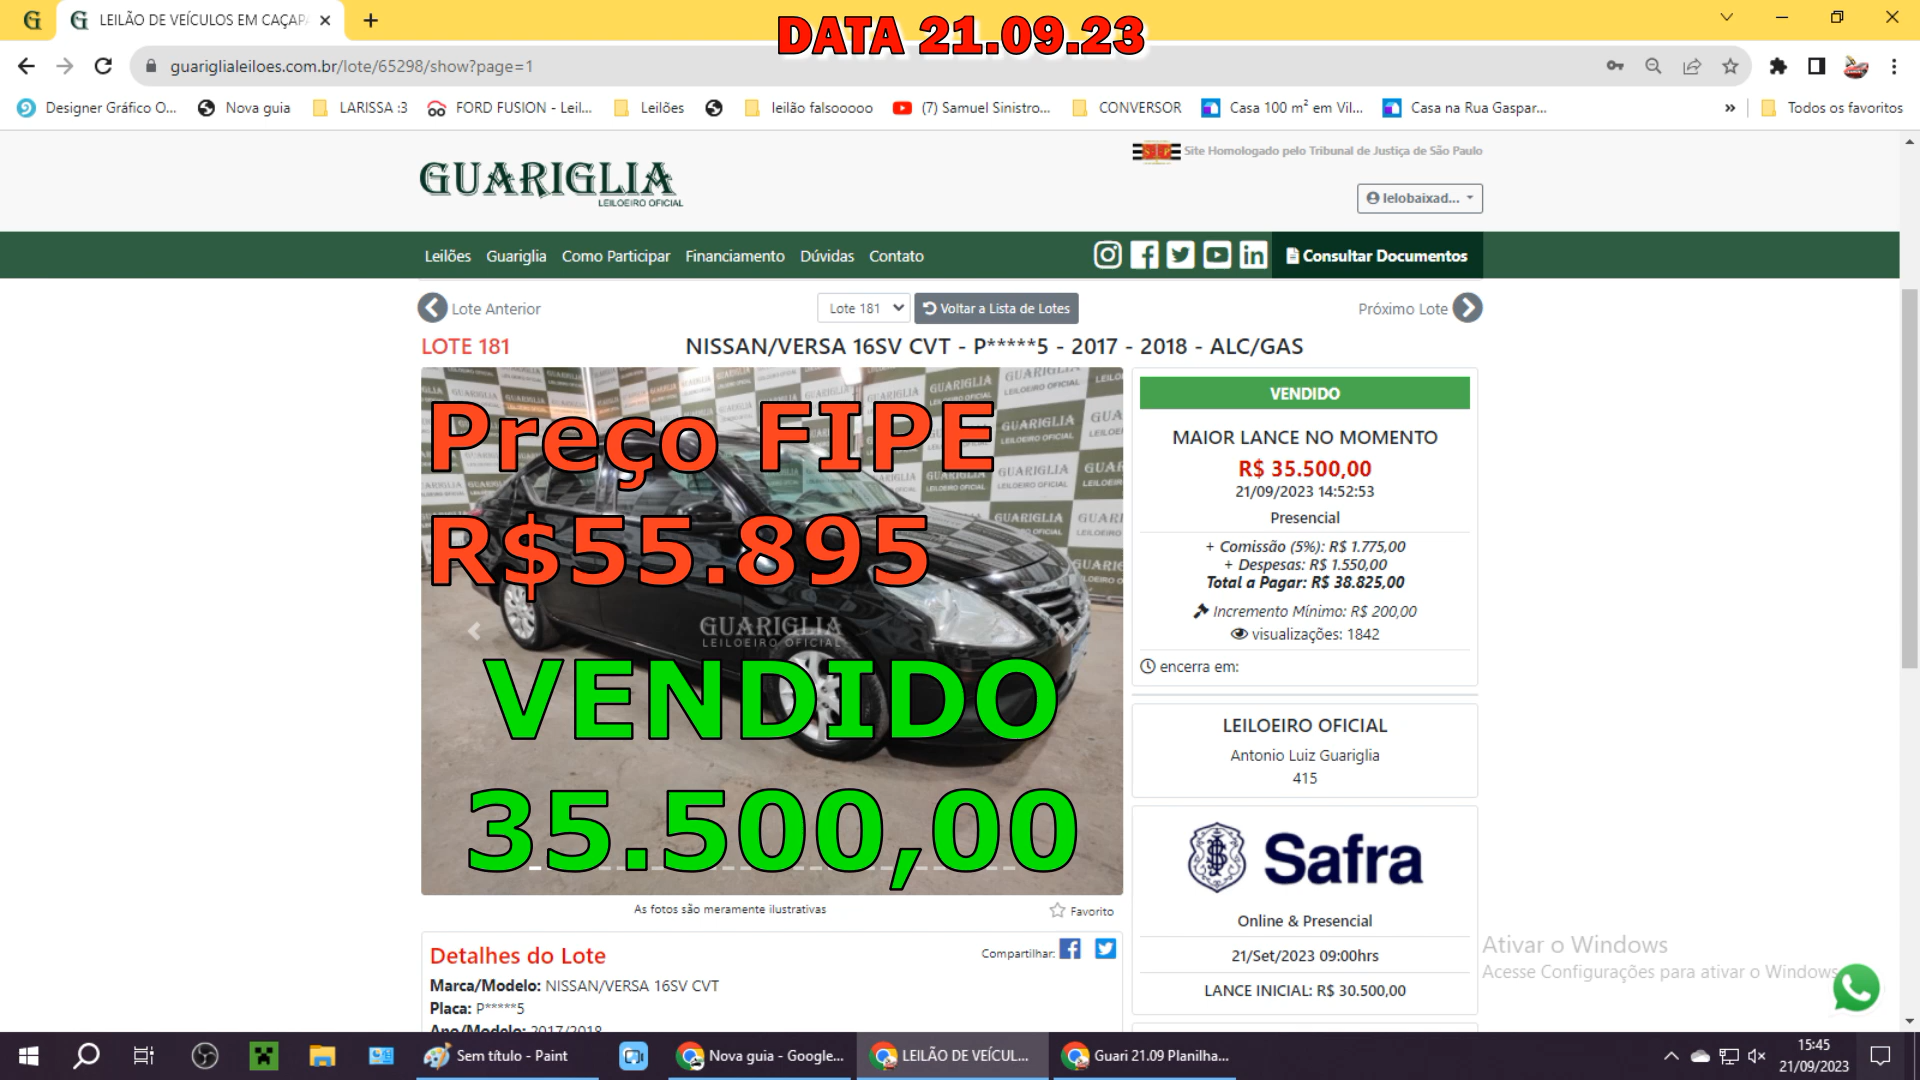 LEILÃO DE VEÍCULOS EM CAÇAPA
DATA 21.09.23
guariglialeiloes.com.br/lote/65298/show?page=1
Designer Gráfico O... Nova guia LARISSA :3 FORD FUSION - Leil... Leilões leilão falsooooo (7) Samuel Sinistro... CONVERSOR Casa 100 m² em Vil... Casa na Rua Gaspar... » Todos os favoritos
Site Homologado pelo Tribunal de Justiça de São Paulo
GUARIGLIA
LEILOEIRO OFICIAL
lelobaixad...
Leilões Guariglia Como Participar Financiamento Dúvidas Contato Consultar Documentos
Lote Anterior Lote 181 Voltar a Lista de Lotes Próximo Lote
LOTE 181 NISSAN/VERSA 16SV CVT - P*****5 - 2017 - 2018 - ALC/GAS
Preço FIPE
R$55.895
GUARIGLIA
LEILOEIRO OFICIAL
VENDIDO
35.500,00
As fotos são meramente ilustrativas
Favorito
VENDIDO
MAIOR LANCE NO MOMENTO
R$ 35.500,00
21/09/2023 14:52:53
Presencial
+ Comissão (5%): R$ 1.775,00
+ Despesas: R$ 1.550,00
Total a Pagar: R$ 38.825,00
Incremento Mínimo: R$ 200,00
visualizações: 1842
encerra em:
LEILOEIRO OFICIAL
Antonio Luiz Guariglia
415
Safra
Online & Presencial
21/Set/2023 09:00hrs
LANCE INICIAL: R$ 30.500,00
Detalhes do Lote
Compartilhar:
Marca/Modelo: NISSAN/VERSA 16SV CVT
Placa: P*****5
Ano/Modelo: 2017/2018
Ativar o Windows
Acesse Configurações para ativar o Windows
Sem título - Paint Nova guia - Google... LEILÃO DE VEÍCUL... Guari 21.09 Planilha...
15:45
21/09/2023